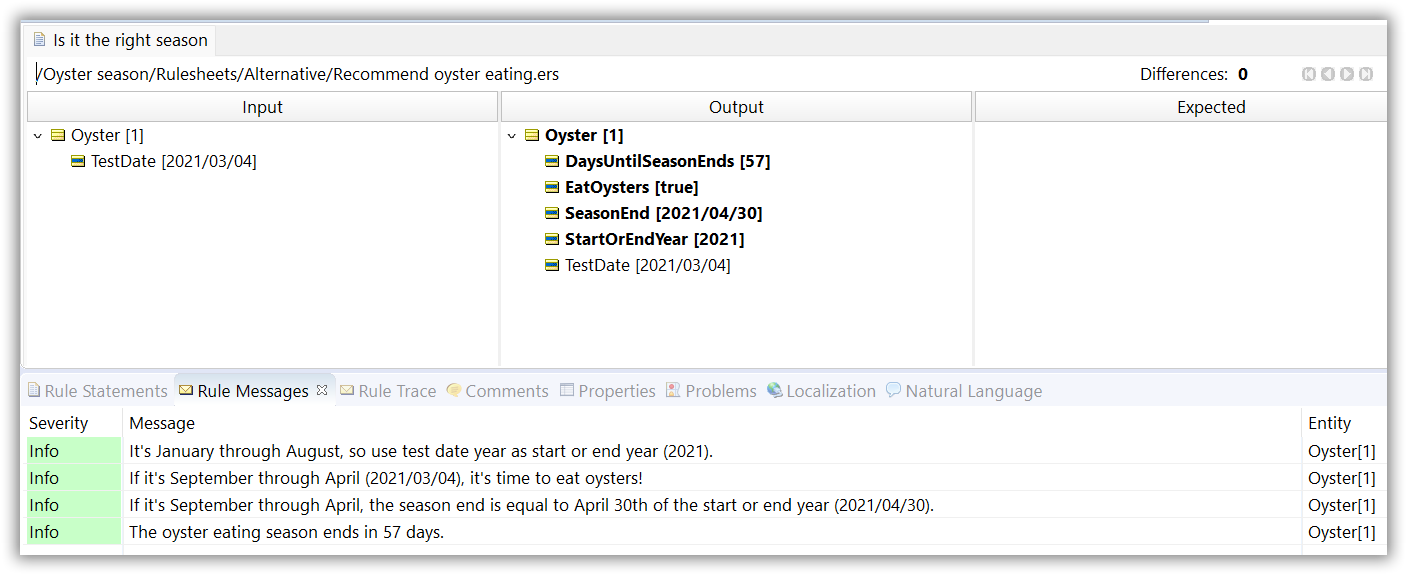 Is it the right season
/Oyster season/Rulesheets/Alternative/Recommend oyster eating.ers Differences: 0
Input Output Expected
Oyster [1] Oyster [1]
TestDate [2021/03/04] DaysUntilSeasonEnds [57]
EatOysters [true]
SeasonEnd [2021/04/30]
StartOrEndYear [2021]
TestDate [2021/03/04]
Rule Statements Rule Messages Rule Trace Comments Properties Problems Localization Natural Language
Severity Message Entity
Info It's January through August, so use test date year as start or end year (2021). Oyster[1]
Info If it's September through April (2021/03/04), it's time to eat oysters! Oyster[1]
Info If it's September through April, the season end is equal to April 30th of the start or end year (2021/04/30). Oyster[1]
Info The oyster eating season ends in 57 days. Oyster[1]